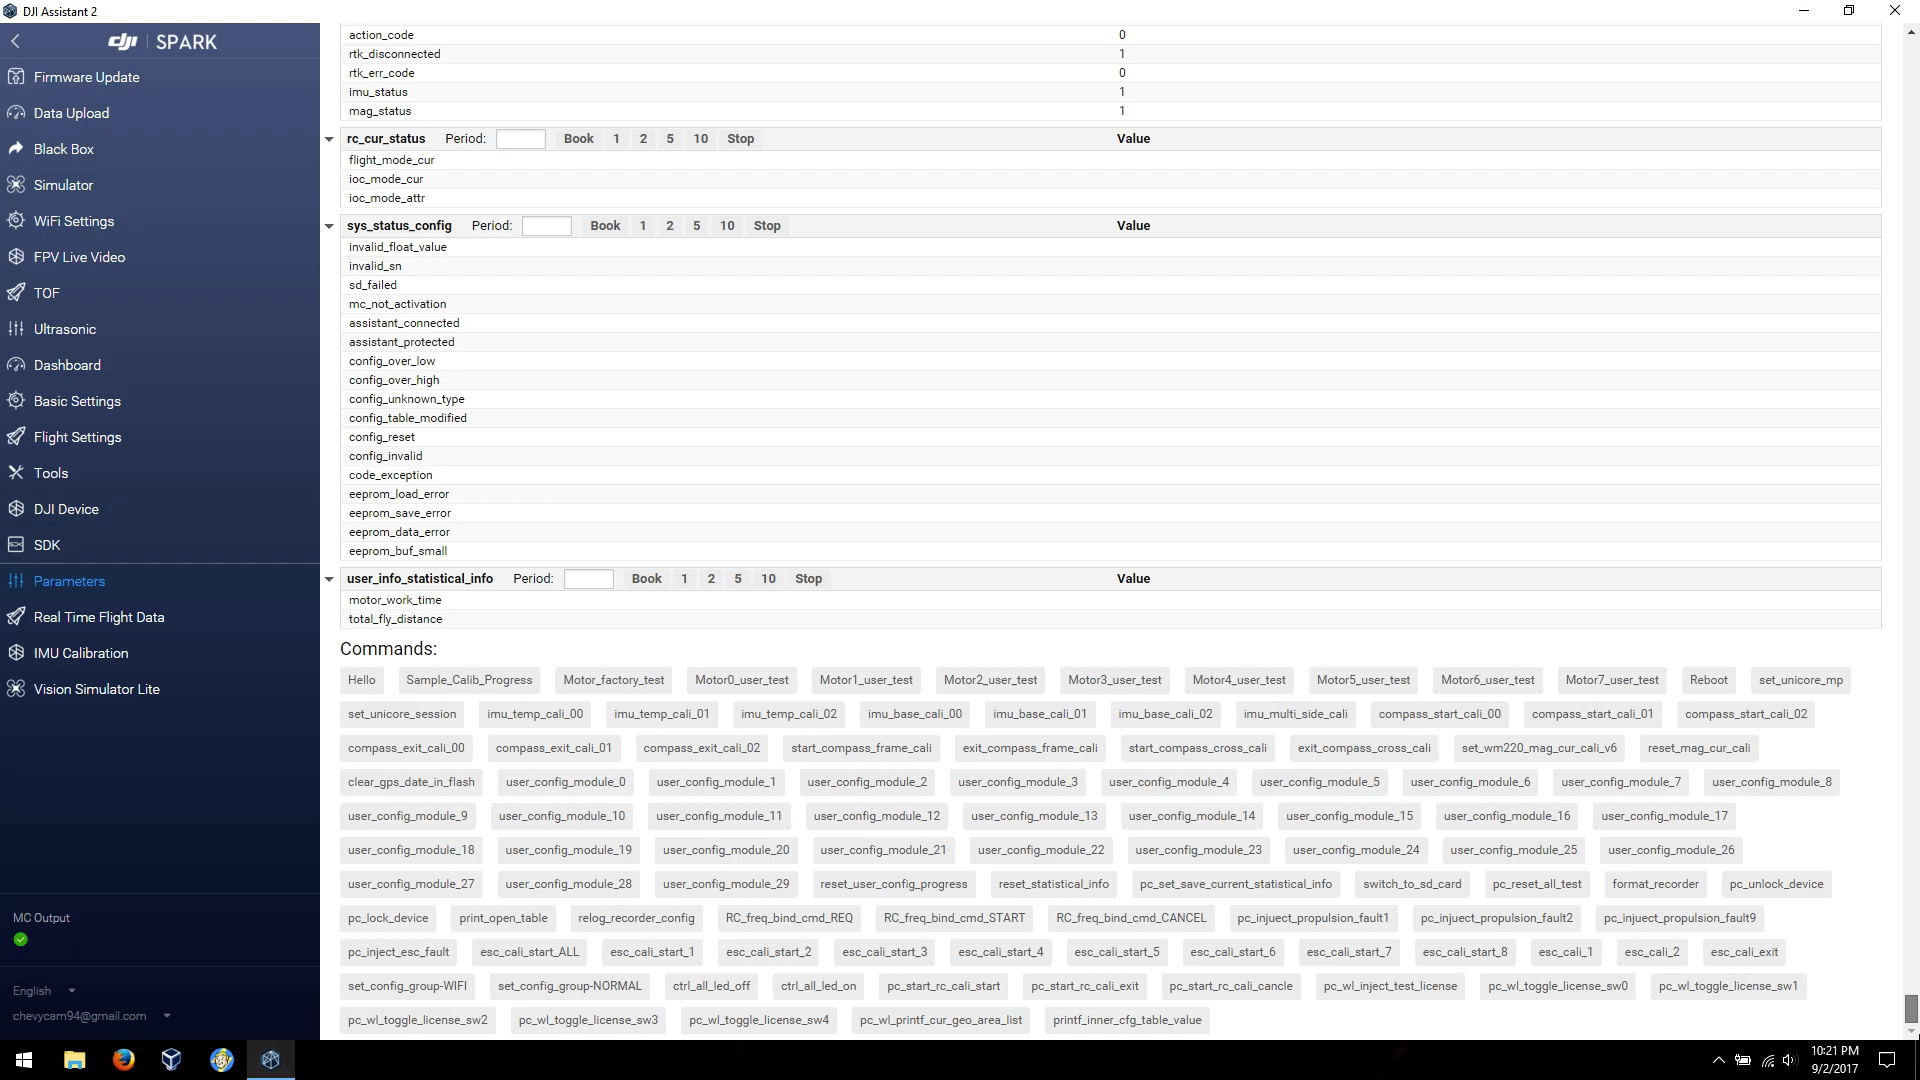 DJI Assistant 2
dji SPARK
Firmware Update
Data Upload
Black Box
Simulator
WiFi Settings
FPV Live Video
TOF
Ultrasonic
Dashboard
Basic Settings
Flight Settings
Tools
DJI Device
SDK
Parameters
Real Time Flight Data
IMU Calibration
Vision Simulator Lite
MC Output
English
chevycam94@gmail.com
action_code 0
rtk_disconnected 1
rtk_err_code 0
imu_status 1
mag_status 1
rc_cur_status Period: Book 1 2 5 10 Stop Value
flight_mode_cur
ioc_mode_cur
ioc_mode_attr
sys_status_config Period: Book 1 2 5 10 Stop Value
invalid_float_value
invalid_sn
sd_failed
mc_not_activation
assistant_connected
assistant_protected
config_over_low
config_over_high
config_unknown_type
config_table_modified
config_reset
config_invalid
code_exception
eeprom_load_error
eeprom_save_error
eeprom_data_error
eeprom_buf_small
user_info_statistical_info Period: Book 1 2 5 10 Stop Value
motor_work_time
total_fly_distance
Commands:
Hello Sample_Calib_Progress Motor_factory_test Motor0_user_test Motor1_user_test Motor2_user_test Motor3_user_test Motor4_user_test Motor5_user_test Motor6_user_test Motor7_user_test Reboot set_unicore_mp
set_unicore_session imu_temp_cali_00 imu_temp_cali_01 imu_temp_cali_02 imu_base_cali_00 imu_base_cali_01 imu_base_cali_02 imu_multi_side_cali compass_start_cali_00 compass_start_cali_01 compass_start_cali_02
compass_exit_cali_00 compass_exit_cali_01 compass_exit_cali_02 start_compass_frame_cali exit_compass_frame_cali start_compass_cross_cali exit_compass_cross_cali set_wm220_mag_cur_cali_v6 reset_mag_cur_cali
clear_gps_date_in_flash user_config_module_0 user_config_module_1 user_config_module_2 user_config_module_3 user_config_module_4 user_config_module_5 user_config_module_6 user_config_module_7 user_config_module_8
user_config_module_9 user_config_module_10 user_config_module_11 user_config_module_12 user_config_module_13 user_config_module_14 user_config_module_15 user_config_module_16 user_config_module_17
user_config_module_18 user_config_module_19 user_config_module_20 user_config_module_21 user_config_module_22 user_config_module_23 user_config_module_24 user_config_module_25 user_config_module_26
user_config_module_27 user_config_module_28 user_config_module_29 reset_user_config_progress reset_statistical_info pc_set_save_current_statistical_info switch_to_sd_card pc_reset_all_test format_recorder pc_unlock_device
pc_lock_device print_open_table relog_recorder_config RC_freq_bind_cmd_REQ RC_freq_bind_cmd_START RC_freq_bind_cmd_CANCEL pc_injuect_propulsion_fault1 pc_injuect_propulsion_fault2 pc_injuect_propulsion_fault9
pc_inject_esc_fault esc_cali_start_ALL esc_cali_start_1 esc_cali_start_2 esc_cali_start_3 esc_cali_start_4 esc_cali_start_5 esc_cali_start_6 esc_cali_start_7 esc_cali_start_8 esc_cali_1 esc_cali_2 esc_cali_exit
set_config_group-WIFI set_config_group-NORMAL ctrl_all_led_off ctrl_all_led_on pc_start_rc_cali_start pc_start_rc_cali_exit pc_start_rc_cali_cancle pc_wl_inject_test_license pc_wl_toggle_license_sw0 pc_wl_toggle_license_sw1
pc_wl_toggle_license_sw2 pc_wl_toggle_license_sw3 pc_wl_toggle_license_sw4 pc_wl_printf_cur_geo_area_list printf_inner_cfg_table_value
10:21 PM
9/2/2017